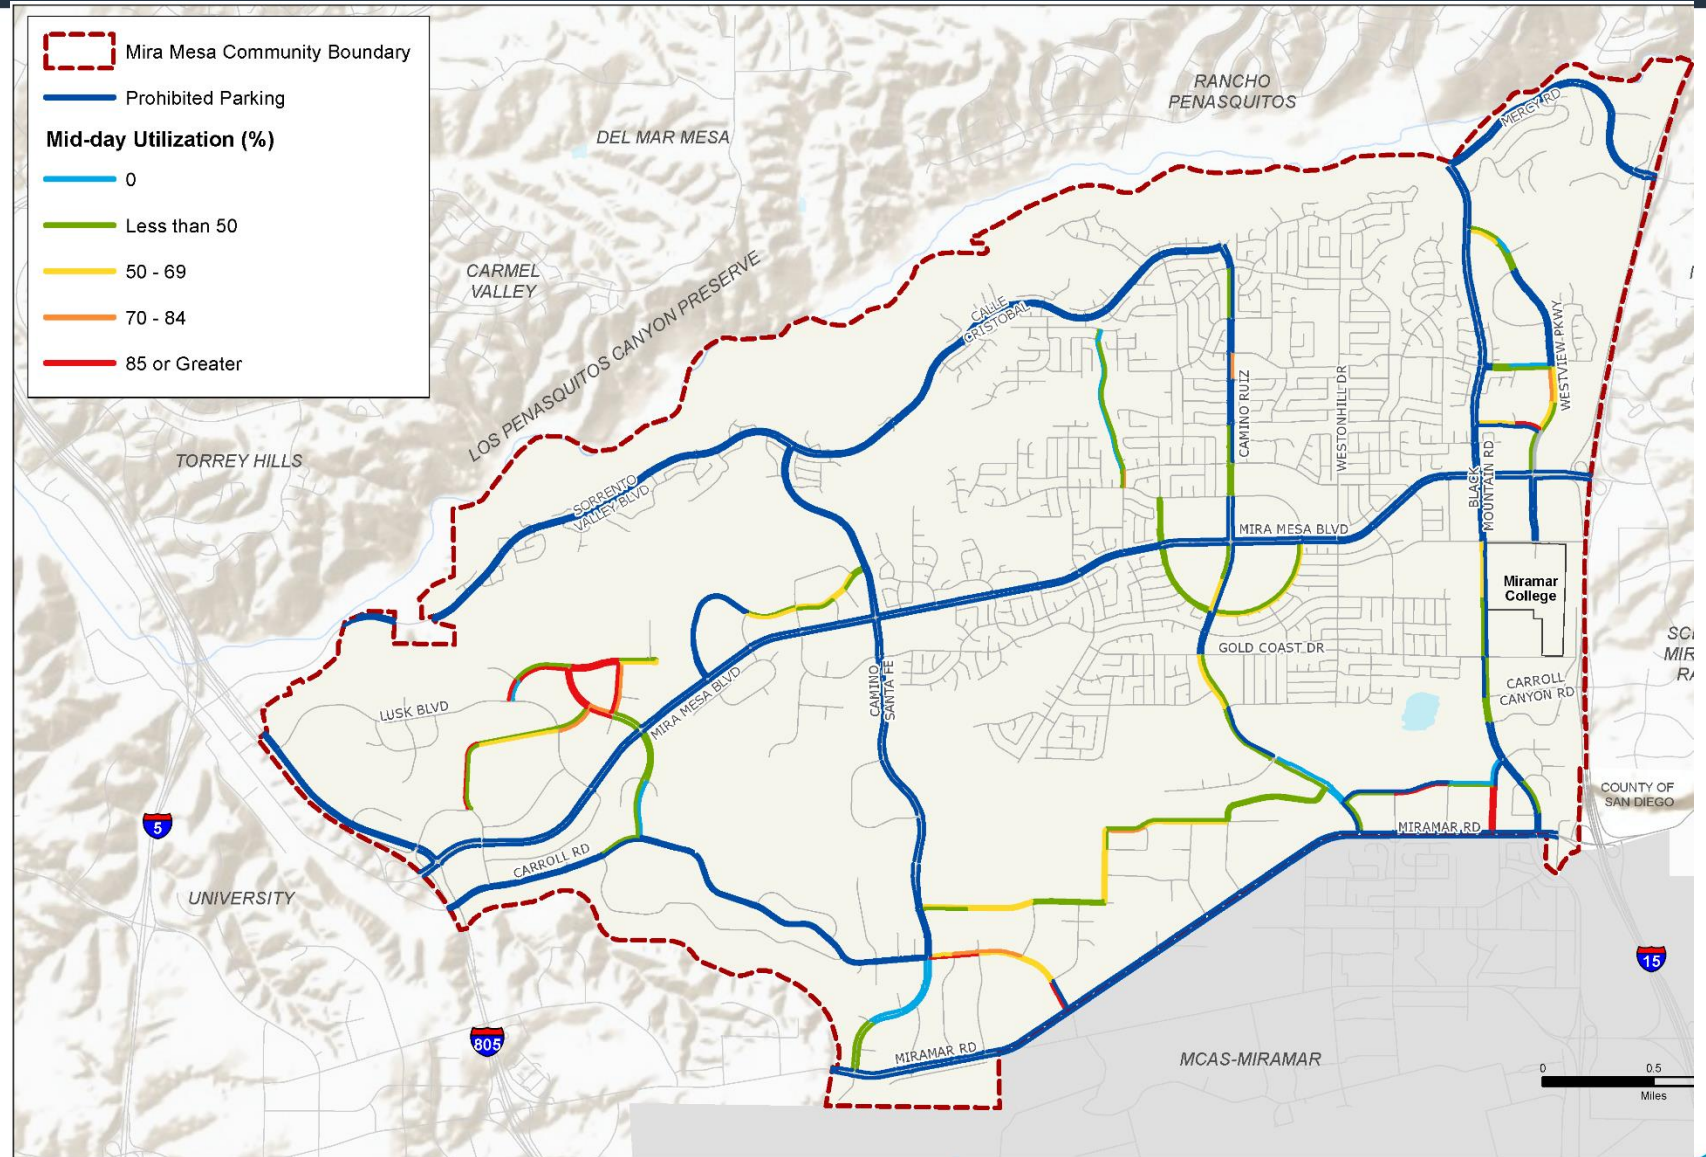 Mira Mesa Community Boundary
Prohibited Parking
Mid-day Utilization (%)
0
Less than 50
50 - 69
70 - 84
85 or Greater
RANCHO
PENASQUITOS
DEL MAR MESA
MERCY RD
CARMEL
VALLEY
LOS PENASQUITOS CANYON PRESERVE
CALLE
CRISTOBAL
WESTVIEW PKWY
CAMINO RUIZ
WESTONHILL DR
TORREY HILLS
SORRENTO
VALLEY BLVD
BLACK
MOUNTAIN RD
MIRA MESA BLVD
Miramar
College
GOLD COAST DR
CARROLL
CANYON RD
LUSK BLVD
MIRA MESA BLVD
CAMINO
SANTA FE
COUNTY OF
SAN DIEGO
5
MIRAMAR RD
CARROLL RD
UNIVERSITY
15
805
MIRAMAR RD
MCAS-MIRAMAR
0 0.5
Miles